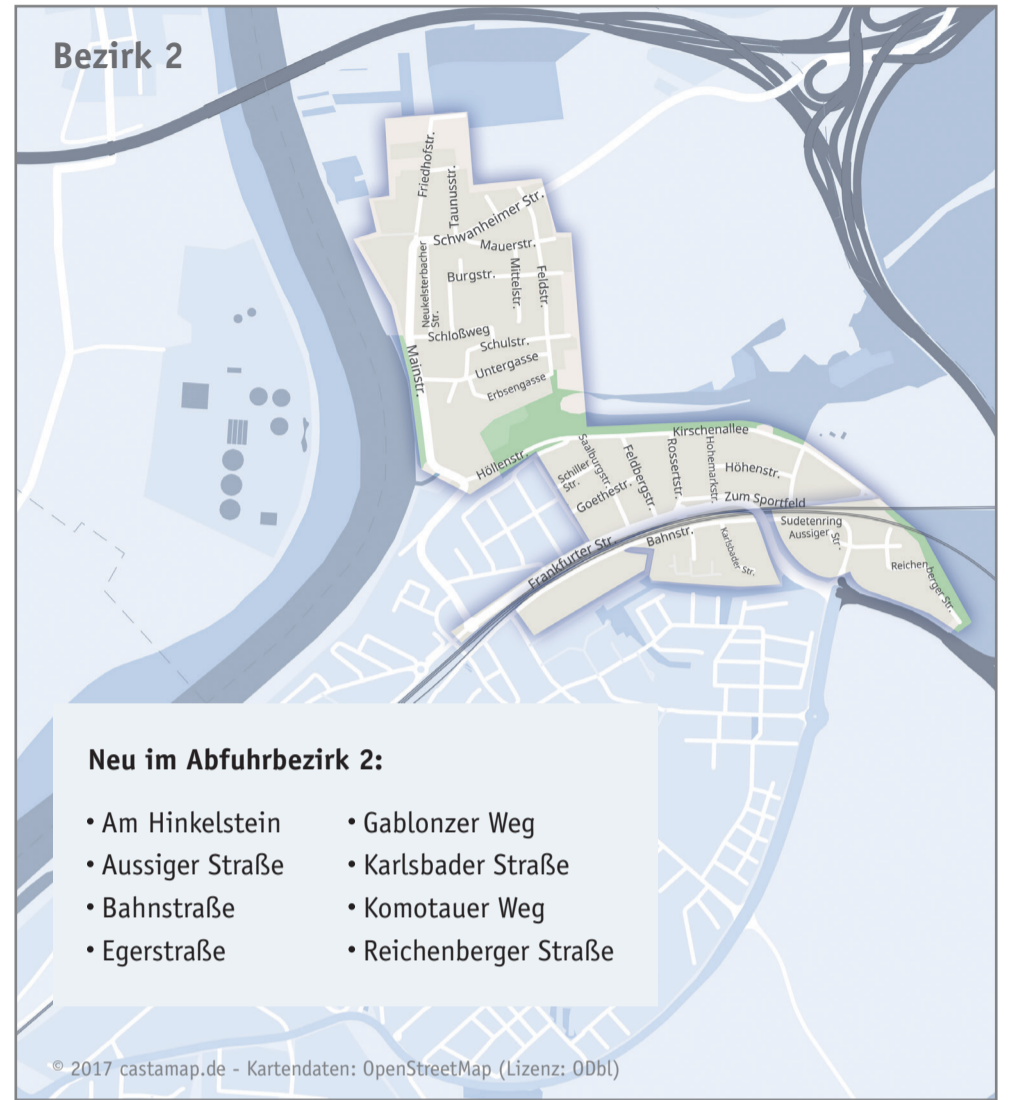 Bezirk 2
Friedhofstr.
Taunusstr.
Schwanheimer Str.
Mauerstr.
Neukelsterbacher
Str.
Burgstr.
Mittelstr.
Feldstr.
Schloßweg
Schulstr.
Mainstr.
Untergasse
Erbsengasse
Höllenstr.
Kirschenallee
Saalburgstr.
Schiller
Str.
Goethestr.
Feldbergstr.
Rossertstr.
Hohemarkstr.
Höhenstr.
Zum Sportfeld
Frankfurter Str.
Bahnstr.
Karlsbader Str.
Sudetenring
Aussiger Str.
Reichenberger Str.
Neu im Abfuhrbezirk 2:
• Am Hinkelstein
• Aussiger Straße
• Bahnstraße
• Egerstraße
• Gablonzer Weg
• Karlsbader Straße
• Komotauer Weg
• Reichenberger Straße
© 2017 castamap.de - Kartendaten: OpenStreetMap (Lizenz: ODbl)